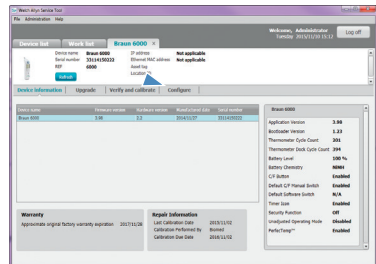 Welch Allyn Service Tool
File Administration Help
Welcome, Administrator
Tuesday 2015/11/10 15:12
Log off
Device list Work list Braun 6000 ×
Device name Braun 6000 IP address Not applicable
Serial number 33114150222 Ethernet MAC address Not applicable
REF 6000 Asset tag
Location ID
Refresh
Device information Upgrade Verify and calibrate Configure
Device name Firmware version Hardware version Manufactured date Serial number
Braun 6000 3.08 2.2 2014/11/27 33114150222
Braun 6000
Application Version 3.08
Bootloader Version 1.23
Thermometer Cycle Count 301
Thermometer Dock Cycle Count 394
Battery Level 100 %
Battery Chemistry NiMH
C/F Button Enabled
Default C/F Manual Switch Enabled
Default Software Switch N/A
Timer Icon Enabled
Security Function Off
Unadjusted Operating Mode Disabled
PerfecTemp™ Enabled
Warranty
Approximate original factory warranty expiration 2017/11/28
Repair Information
Last Calibration Date 2015/11/02
Calibration Performed By Biomed
Calibration Due Date 2016/11/02